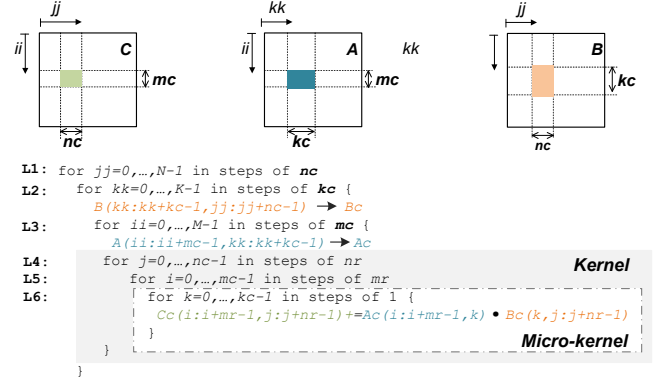 jj
kk
jj
ii
C
mc
nc
ii
A
mc
kc
kk
B
kc
nc
L1: for jj=0,…,N-1 in steps of nc
L2: for kk=0,…,K-1 in steps of kc {
B(kk:kk+kc-1,jj:jj+nc-1) → Bc
L3: for ii=0,…,M-1 in steps of mc {
A(ii:ii+mc-1,kk:kk+kc-1) → Ac
L4: for j=0,…,nc-1 in steps of nr
Kernel
L5: for i=0,…,mc-1 in steps of mr
L6: for k=0,…,kc-1 in steps of 1 {
Cc(i:i+mr-1,j:j+nr-1)+=Ac(i:i+mr-1,k) • Bc(k,j:j+nr-1)
}
Micro-kernel
}
}